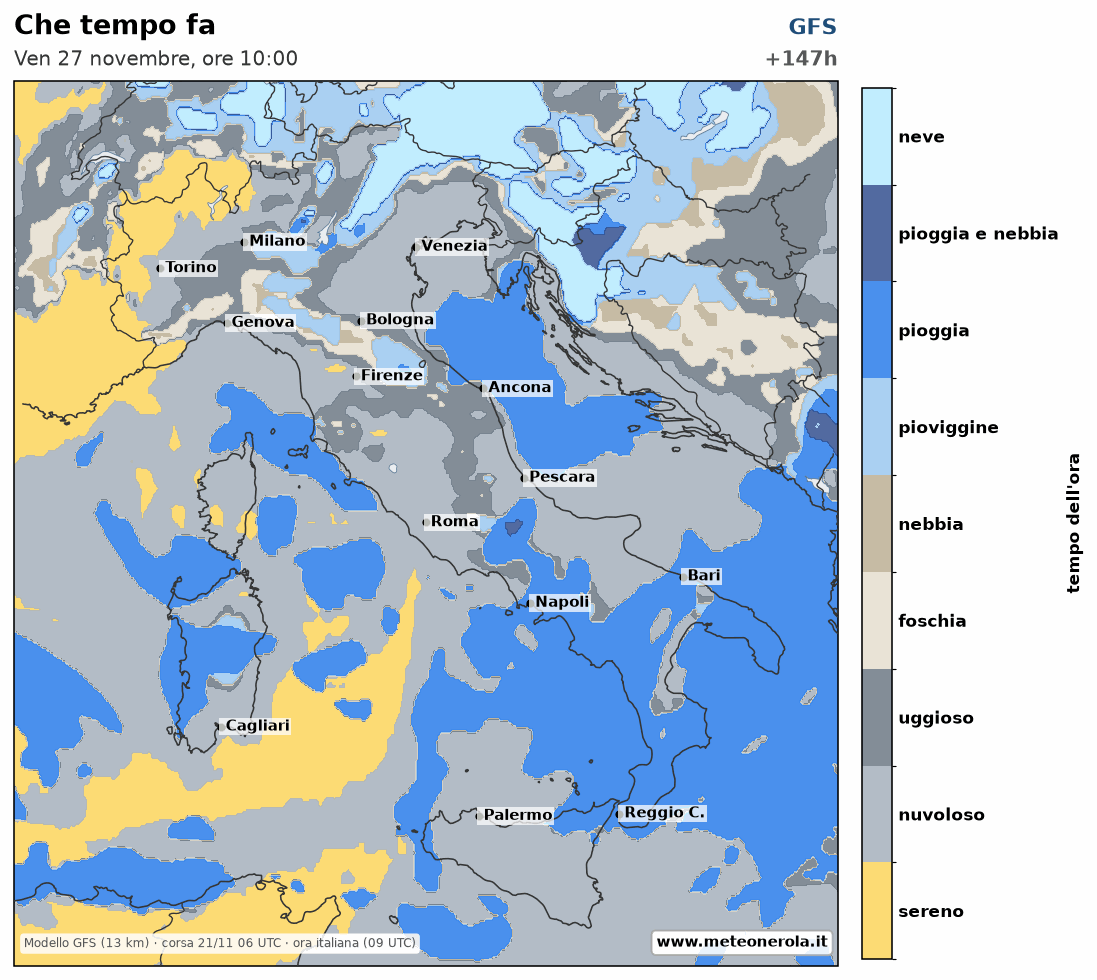 Che tempo fa
GFS
Ven 27 novembre, ore 10:00
+147h
neve
pioggia e nebbia
pioggia
pioviggine
nebbia
foschia
uggioso
nuvoloso
sereno
tempo dell'ora
Milano
Venezia
Torino
Genova
Bologna
Firenze
Ancona
Pescara
Roma
Bari
Napoli
Cagliari
Palermo
Reggio C.
Modello GFS (13 km) · corsa 21/11 06 UTC · ora italiana (09 UTC)
www.meteonerola.it